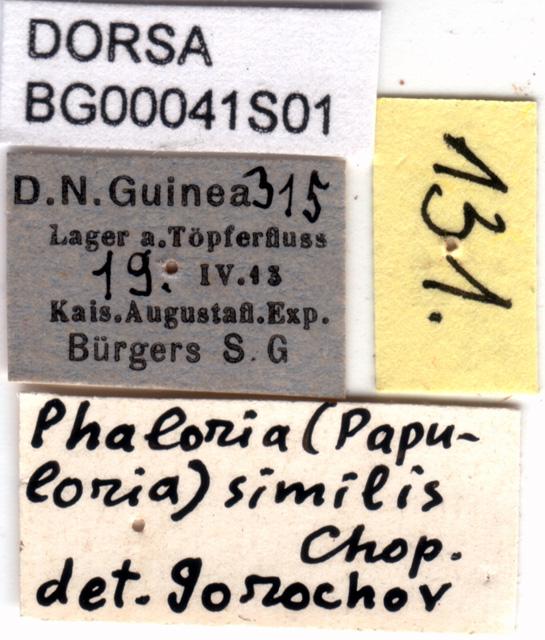 DORSA
BG00041S01
D.N.Guinea 315
Lager a.Töpferfluss
19. IV.13
Kais.Augustafl.Exp.
Bürgers S.G
131.
Phaloria (Papu-
loria) similis
Chop.
det. Gorochov